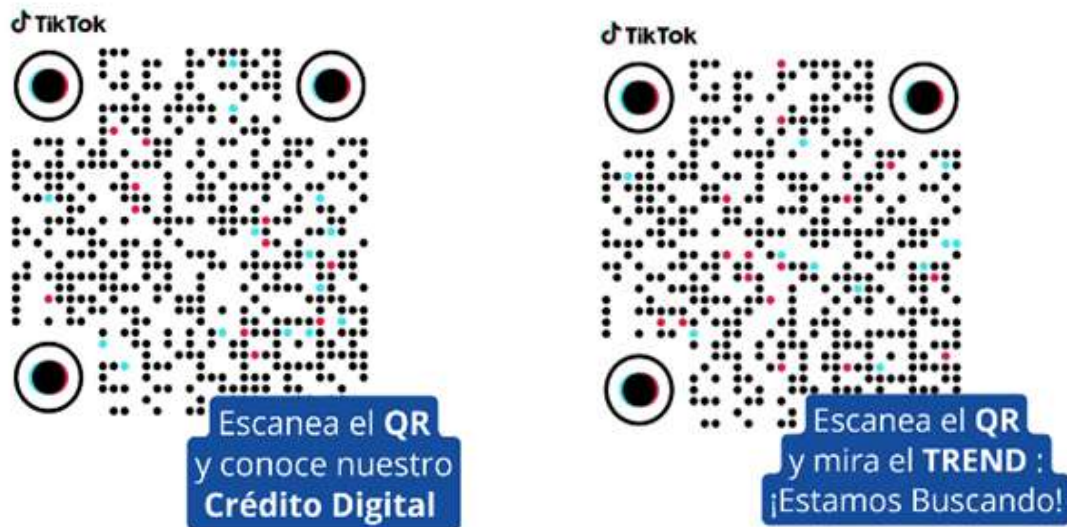 TikTok
Escanea el QR
y conoce nuestro
Crédito Digital
TikTok
Escanea el QR
y mira el TREND :
¡Estamos Buscando!